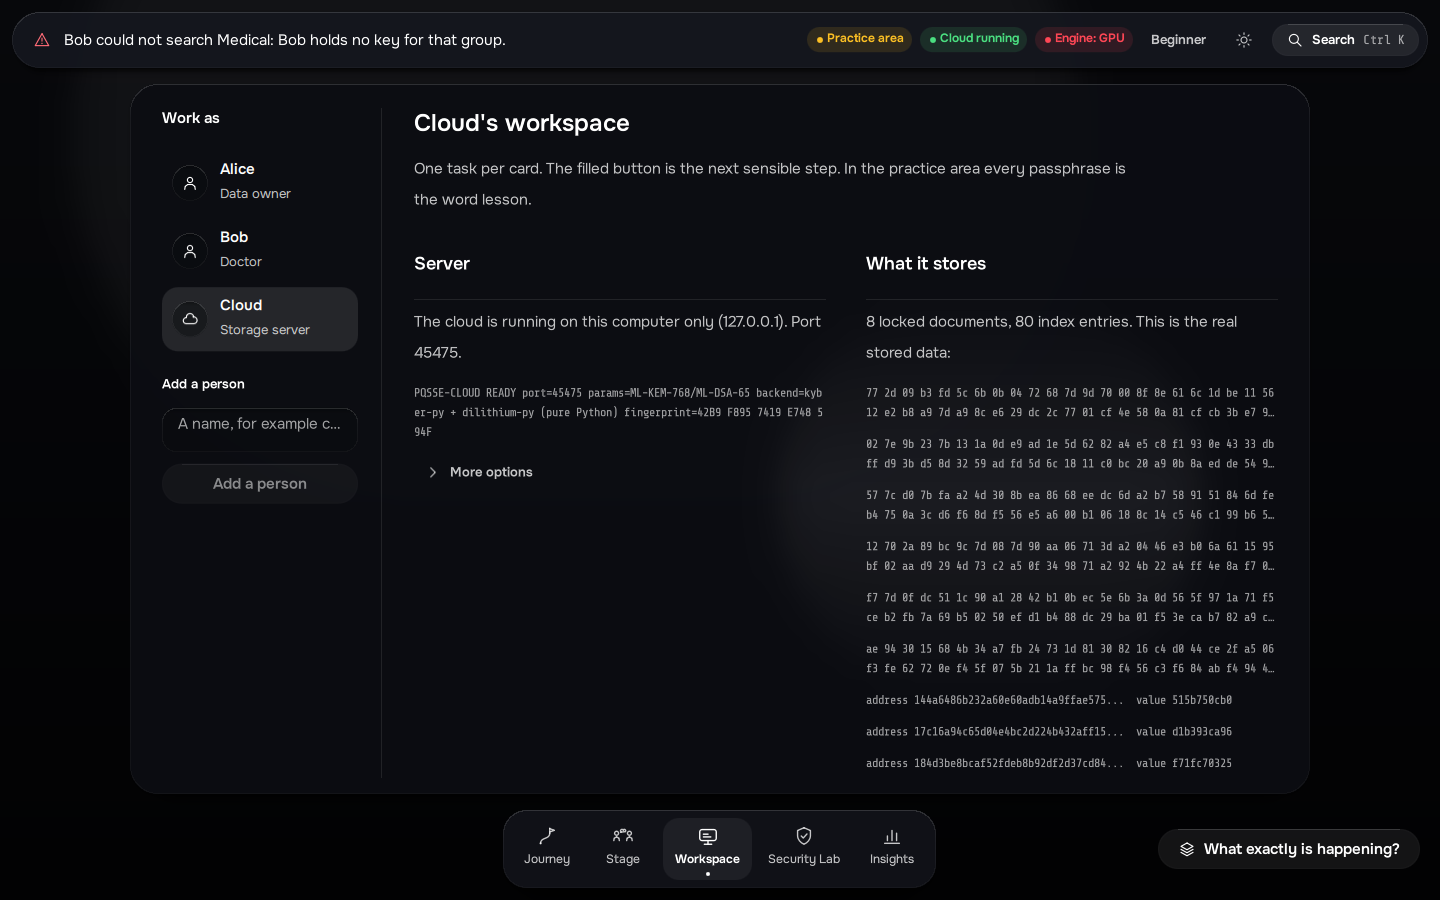 Bob could not search Medical: Bob holds no key for that group.
Practice area
Cloud running
Engine: GPU
Beginner
Search Ctrl K
Work as
Alice
Data owner
Bob
Doctor
Cloud
Storage server
Add a person
A name, for example c...
Add a person
Cloud's workspace
One task per card. The filled button is the next sensible step. In the practice area every passphrase is
the word lesson.
Server
The cloud is running on this computer only (127.0.0.1). Port
45475.
PQSSE-CLOUD READY port=45475 params=ML-KEM-768/ML-DSA-65 backend=kyb
er-py + dilithium-py (pure Python) fingerprint=42B9 F895 7419 E748 5
94F
More options
What it stores
8 locked documents, 80 index entries. This is the real
stored data:
77 2d 09 b3 fd 5c 6b 0b 04 72 68 7d 9d 70 00 8f 8e 61 6c 1d be 11 56
12 e2 b8 a9 7d a9 8c e6 29 dc 2c 77 01 cf 4e 58 0a 81 cf cb 3b e7 9…
02 7e 9b 23 7b 13 1a 0d e9 ad 1e 5d 62 82 a4 e5 c8 f1 93 0e 43 33 db
ff d9 3b d5 8d 32 59 ad fd 5d 6c 18 11 c0 bc 20 a9 0b 8a ed de 54 9…
57 7c d0 7b fa a2 4d 30 8b ea 86 68 ee dc 6d a2 b7 58 91 51 84 6d fe
b4 75 0a 3c d6 f6 8d f5 56 e5 a6 00 b1 06 18 8c 14 c5 46 c1 99 b6 5…
12 70 2a 89 bc 9c 7d 08 7d 90 aa 06 71 3d a2 04 46 e3 b0 6a 61 15 95
bf 02 aa d9 29 4d 73 c2 a5 0f 34 98 71 a2 92 4b 22 a4 ff 4e 8a f7 0…
f7 7d 0f dc 51 1c 90 a1 28 42 b1 0b ec 5e 6b 3a 0d 56 5f 97 1a 71 f5
ce b2 fb 7a 69 b5 02 50 ef d1 b4 88 dc 29 ba 01 f5 3e ca b7 82 a9 c…
ae 94 30 15 68 4b 34 a7 fb 24 73 1d 81 30 82 16 c4 d0 44 ce 2f a5 06
f3 fe 62 72 0e f4 5f 07 5b 21 1a ff bc 98 f4 56 c3 f6 84 ab f4 94 4…
address 144a6486b232a60e60adb14a9ffae575... value 515b750cb0
address 17c16a94c65d04e4bc2d224b432aff15... value d1b393ca96
address 184d3be8bcaf52fdeb8b92df2d37cd84... value f71fc70325
Journey
Stage
Workspace
Security Lab
Insights
What exactly is happening?